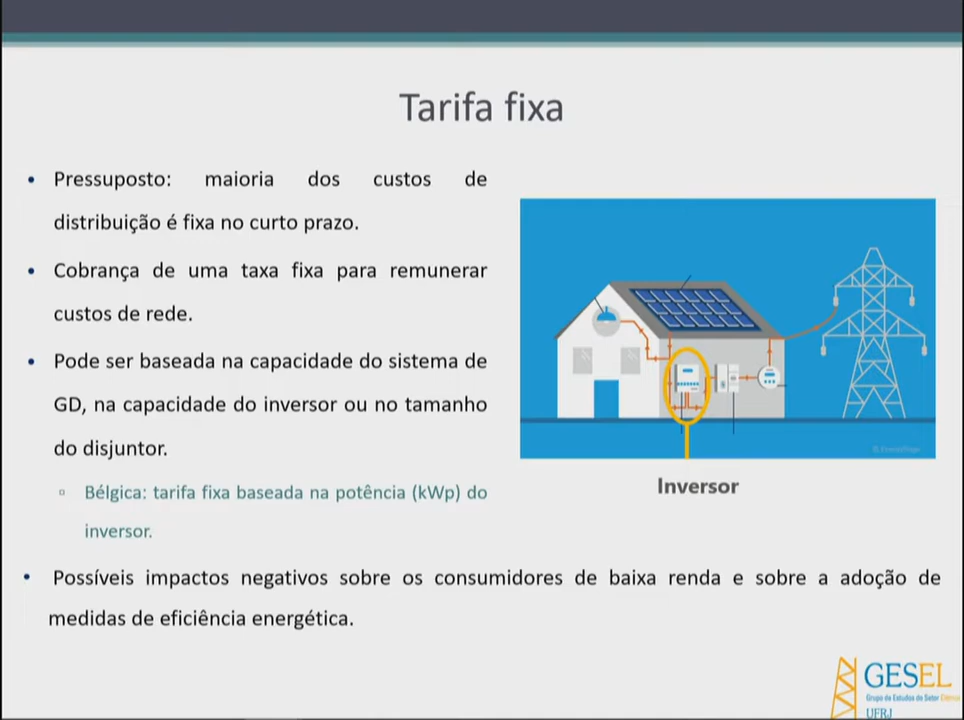 Tarifa fixa
• Pressuposto: maioria dos custos de
distribuição é fixa no curto prazo.
• Cobrança de uma taxa fixa para remunerar
custos de rede.
• Pode ser baseada na capacidade do sistema de
GD, na capacidade do inversor ou no tamanho
do disjuntor.
▫ Bélgica: tarifa fixa baseada na potência (kWp) do
inversor.
Inversor
• Possíveis impactos negativos sobre os consumidores de baixa renda e sobre a adoção de
medidas de eficiência energética.
GESEL
Grupo de Estudos do Setor Elétrico
UFRJ